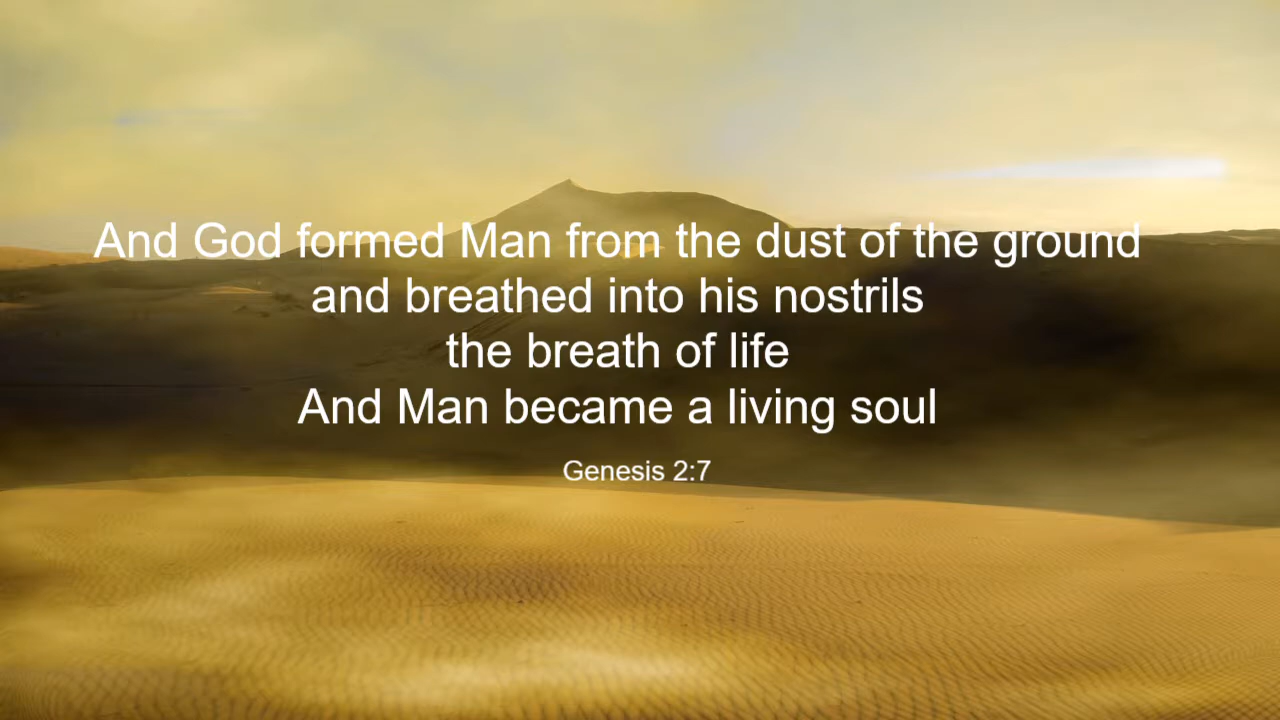 And God formed Man from the dust of the ground
and breathed into his nostrils
the breath of life
And Man became a living soul
Genesis 2:7